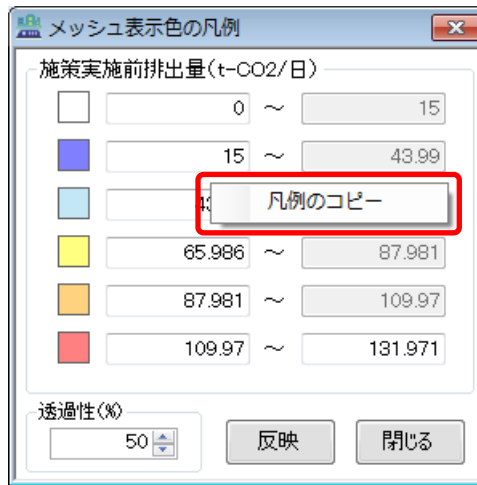 メッシュ表示色の凡例
施策実施前排出量(t-CO2/日)
0 ～ 15
15 ～ 43.99
凡例のコピー
65.986 ～ 87.981
87.981 ～ 109.97
109.97 ～ 131.971
透過性(%)
50 反映 閉じる